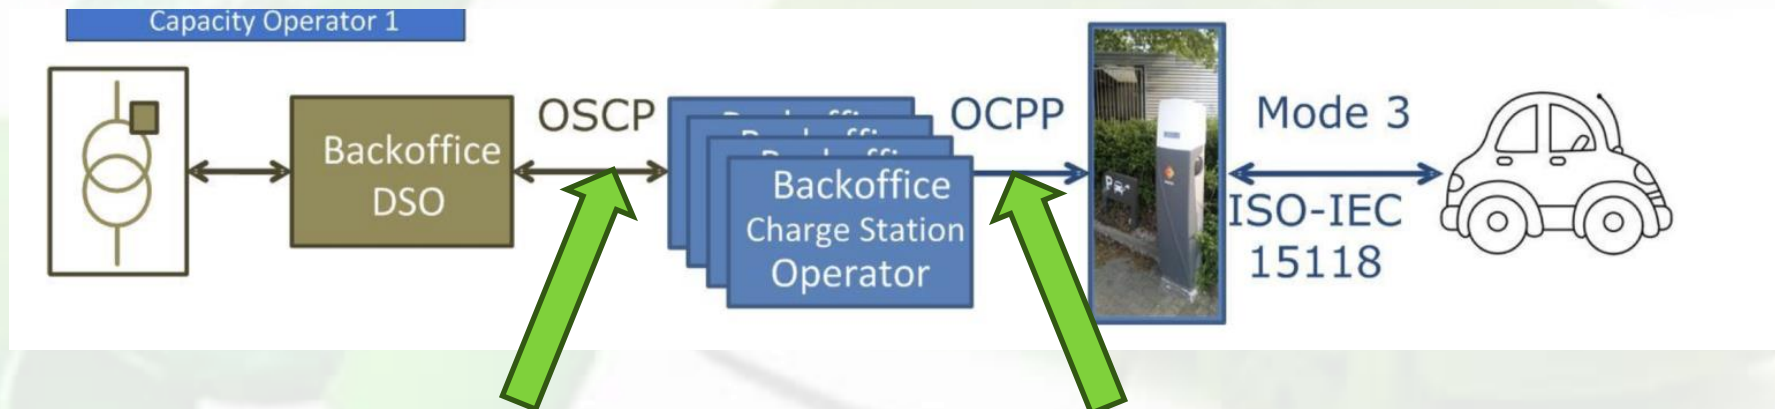 Capacity Operator 1
OSCP
OCPP
Mode 3
Backoffice
DSO
Backoffice
Charge Station
Operator
ISO-IEC
15118
P